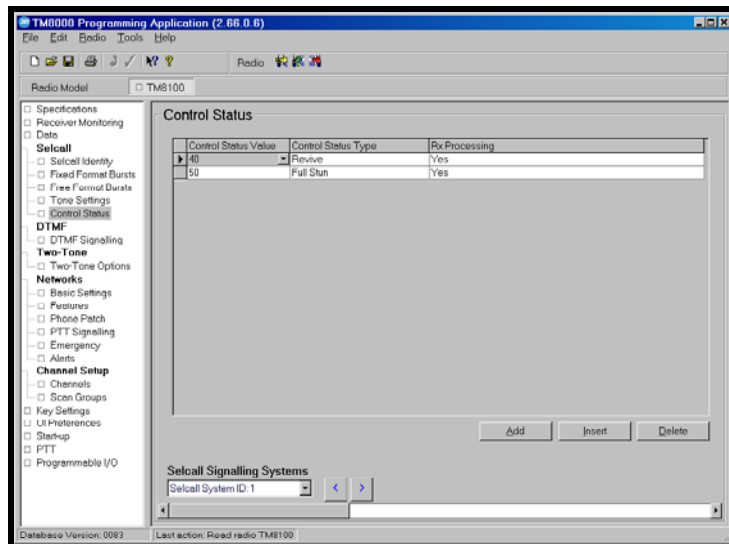 TM8000 Programming Application (2.66.0.6)
File Edit Radio Tools Help
Radio
Radio Model
TM8100
Specifications
Receiver Monitoring
Data
Selcall
Selcall Identity
Fixed Format Bursts
Free Format Bursts
Tone Settings
Control Status
DTMF
DTMF Signalling
Two-Tone
Two-Tone Options
Networks
Basic Settings
Features
Phone Patch
PTT Signalling
Emergency
Alerts
Channel Setup
Channels
Scan Groups
Key Settings
UI Preferences
Start-up
PTT
Programmable I/O
Control Status
Control Status Value Control Status Type Rx Processing
40 Revive Yes
50 Full Stun Yes
Add Insert Delete
Selcall Signalling Systems
Selcall System ID: 1 < >
Database Version: 0083 Last action: Read radio TM8100